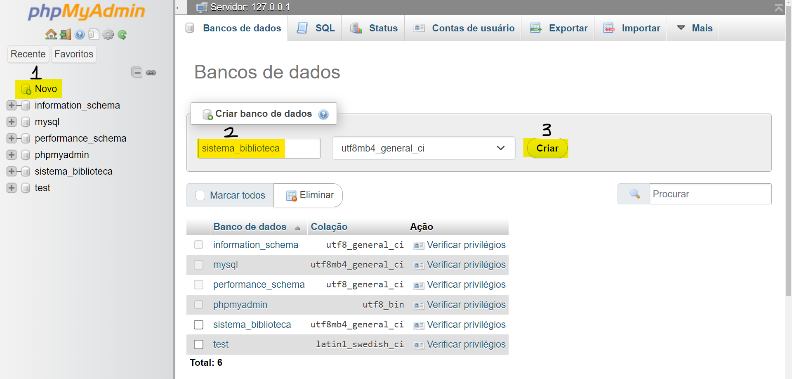 phpMyAdmin
Recente Favoritos
1
Novo
information_schema
mysql
performance_schema
phpmyadmin
sistema_biblioteca
test
Servidor: 127.0.0.1
Bancos de dados SQL Status Contas de usuário Exportar Importar Mais
Bancos de dados
Criar banco de dados
2 3
sistema_biblioteca utf8mb4_general_ci Criar
Marcar todos Eliminar Procurar
Banco de dados Colação Ação
information_schema utf8_general_ci Verificar privilégios
mysql utf8mb4_general_ci Verificar privilégios
performance_schema utf8_general_ci Verificar privilégios
phpmyadmin utf8_bin Verificar privilégios
sistema_biblioteca utf8mb4_general_ci Verificar privilégios
test latin1_swedish_ci Verificar privilégios
Total: 6